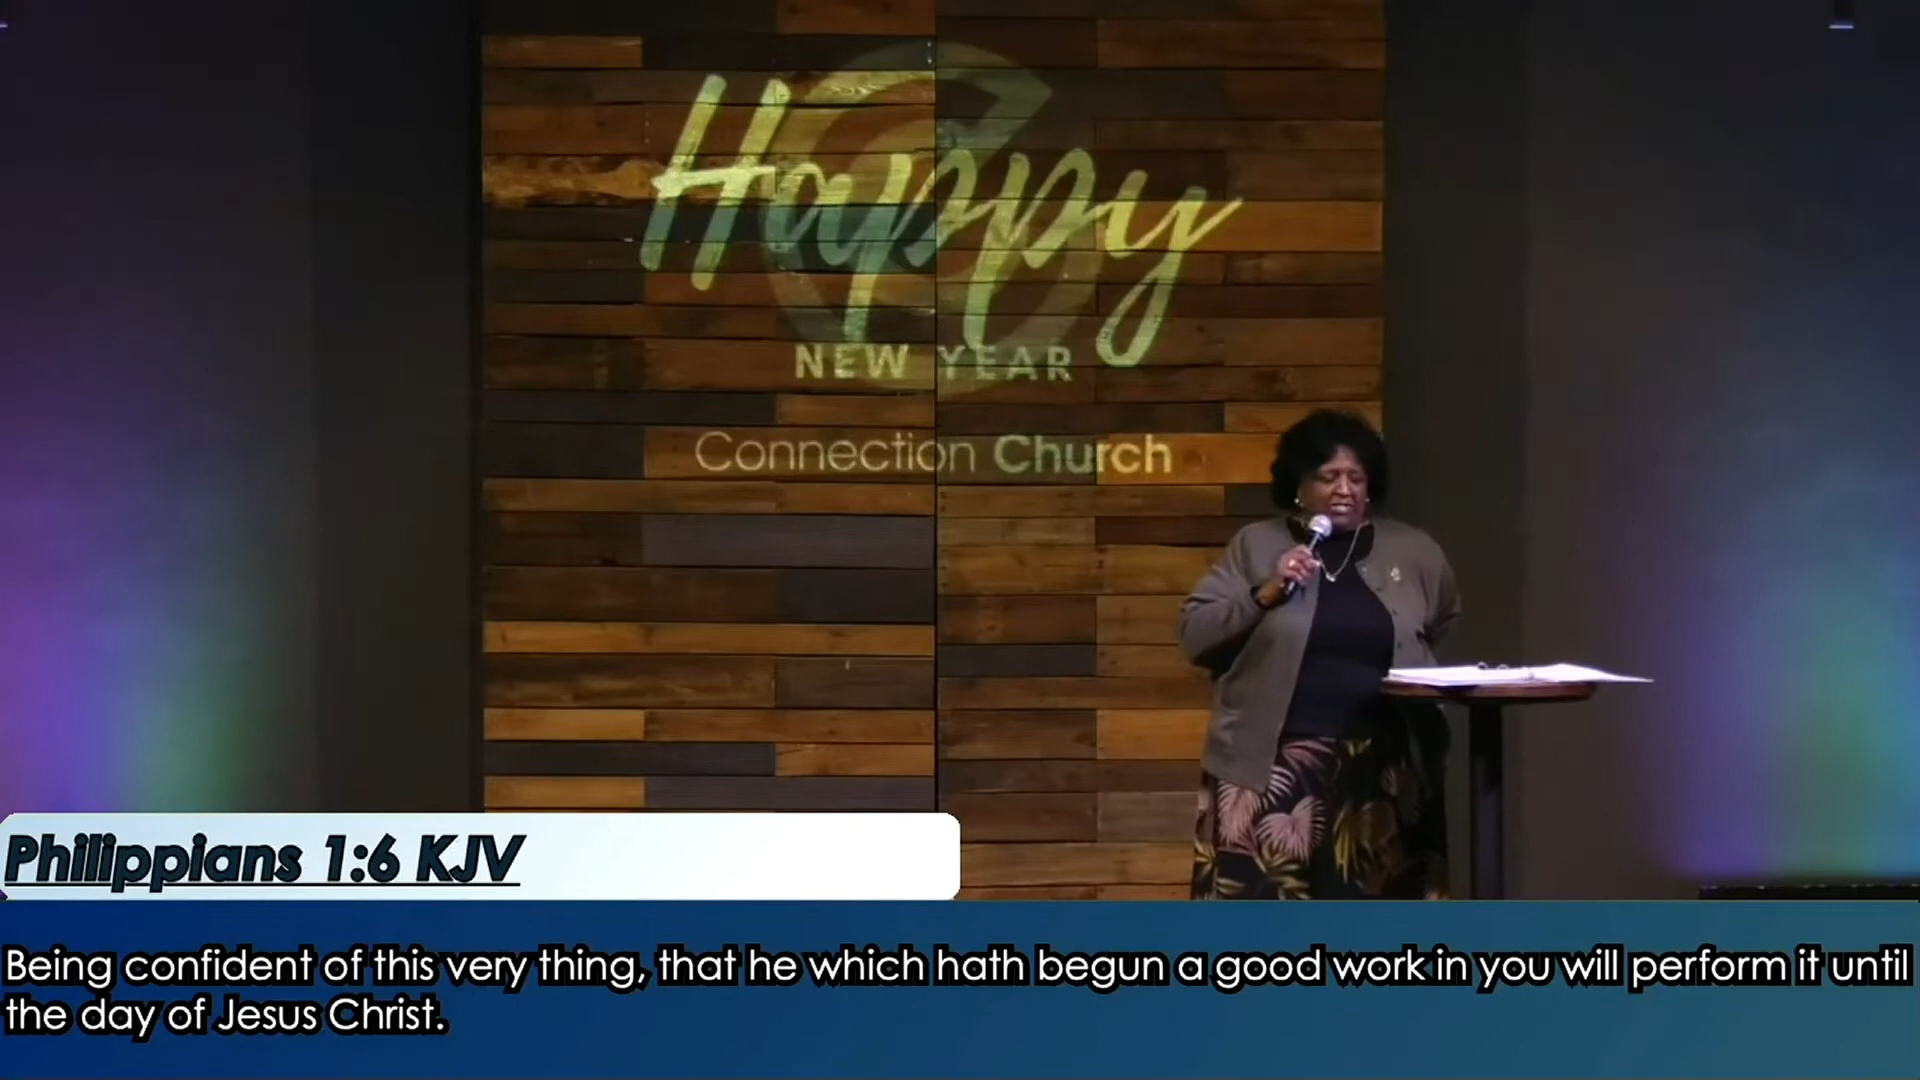 Happy
NEW YEAR
Connection Church
Philippians 1:6 KJV
Being confident of this very thing, that he which hath begun a good work in you will perform it until
the day of Jesus Christ.